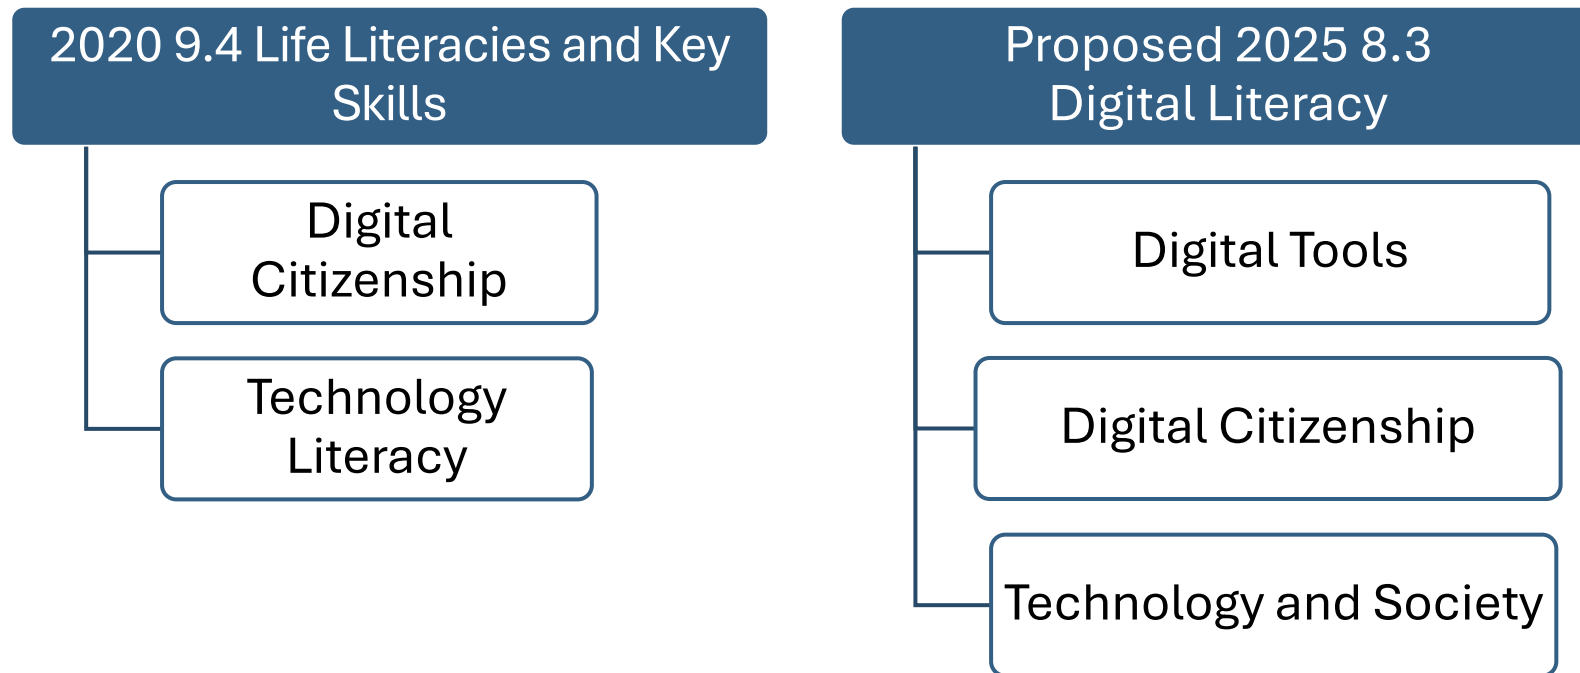 2020 9.4 Life Literacies and Key
Skills
Digital
Citizenship
Technology
Literacy
Proposed 2025 8.3
Digital Literacy
Digital Tools
Digital Citizenship
Technology and Society